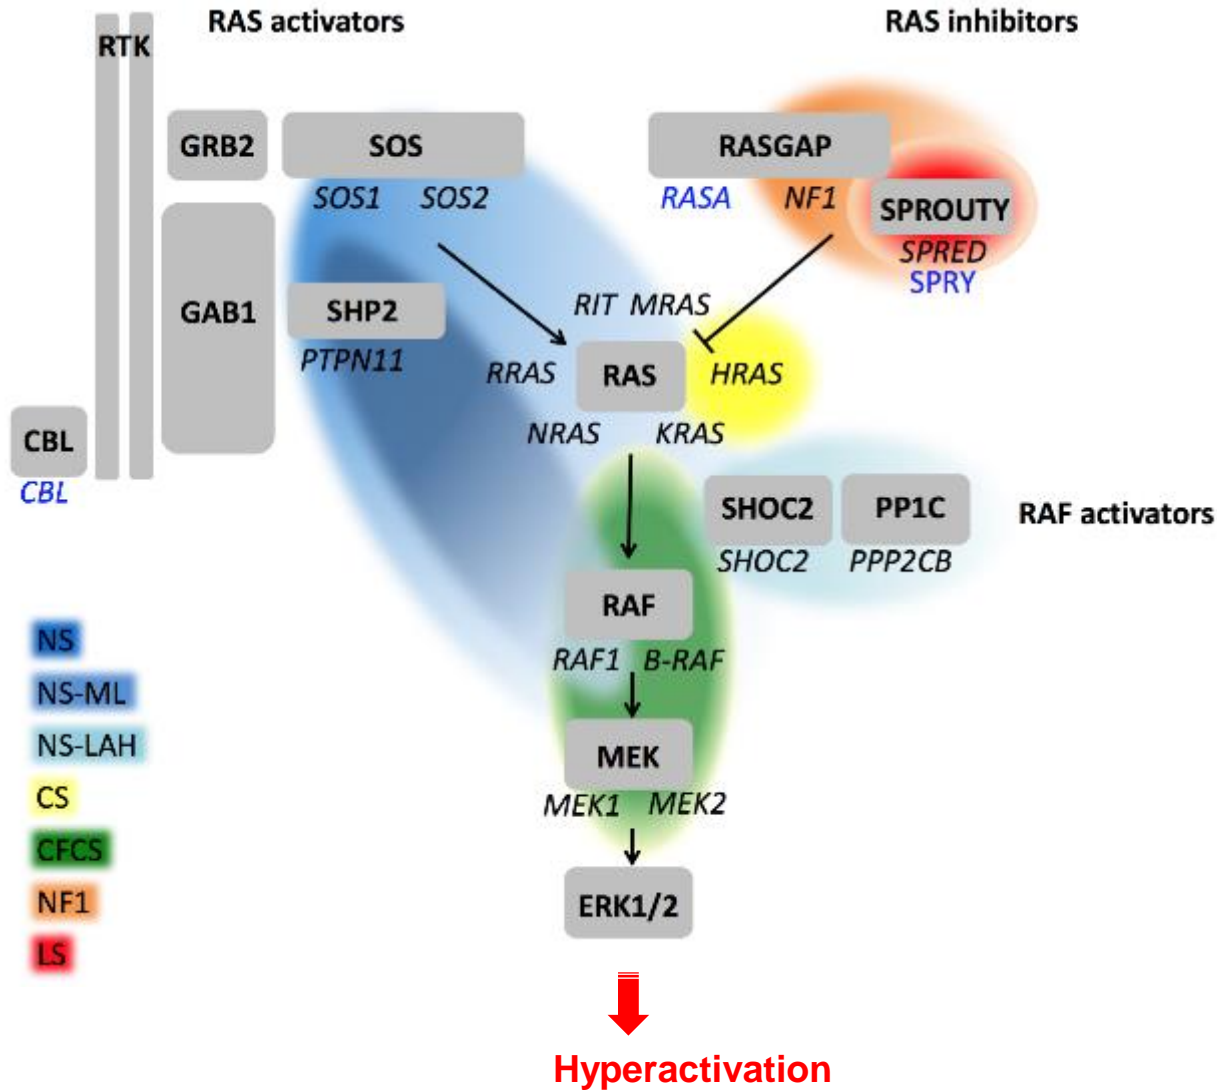 RAS activators
RAS inhibitors
RTK
GRB2
SOS
RASGAP
SOS1 SOS2
RASA
NF1
SPROUTY
SPRED
SPRY
GAB1
SHP2
PTPN11
RIT MRAS
RRAS
RAS
HRAS
NRAS
KRAS
CBL
CBL
SHOC2
PP1C
RAF activators
SHOC2
PPP2CB
RAF
RAF1 B-RAF
MEK
MEK1 MEK2
ERK1/2
NS
NS-ML
NS-LAH
CS
CFCS
NF1
LS
Hyperactivation